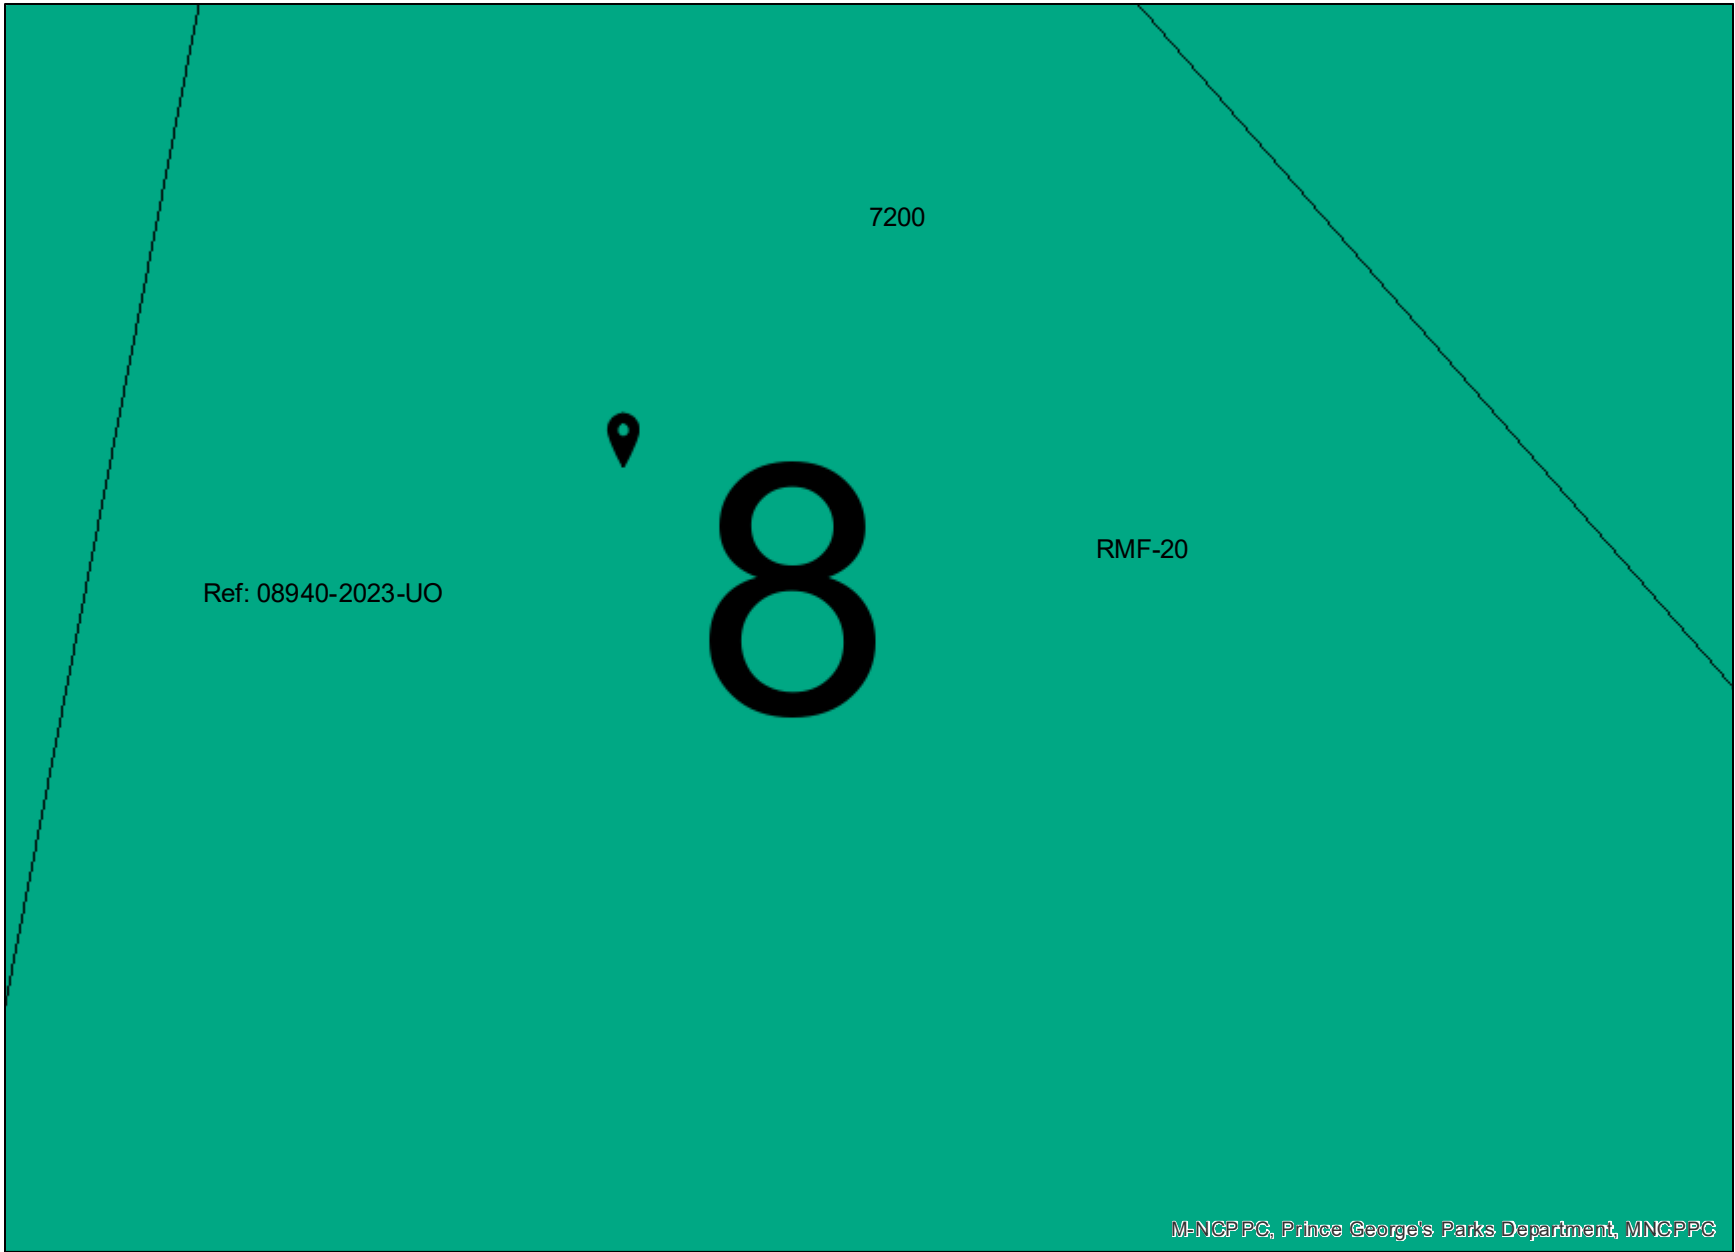 7200
8
RMF-20
Ref: 08940-2023-UO
M-NCPPC, Prince George's Parks Department, MNCPPC